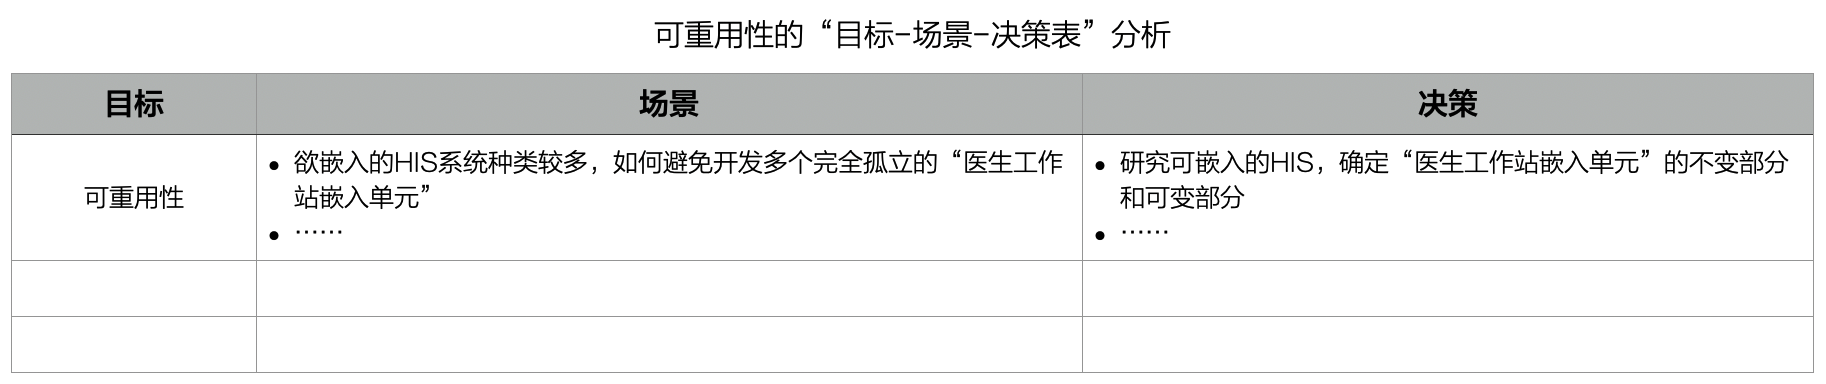 可重用性的“目标-场景-决策表”分析
目标 场景 决策
可重用性
● 欲嵌入的HIS系统种类较多，如何避免开发多个完全孤立的“医生工作
站嵌入单元”
● ……
● 研究可嵌入的HIS，确定“医生工作站嵌入单元”的不变部分
和可变部分
● ……